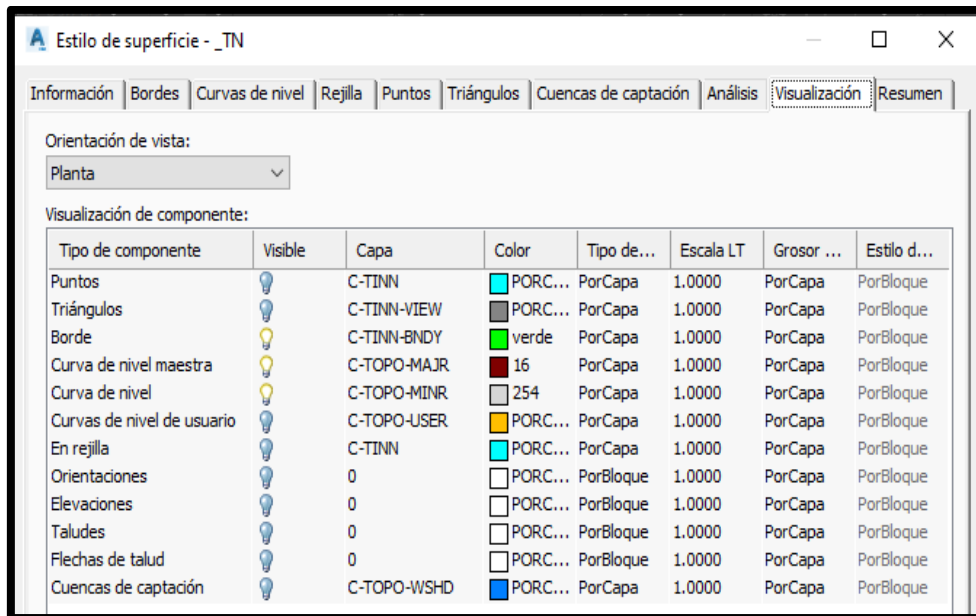 Estilo de superficie - _TN
Información Bordes Curvas de nivel Rejilla Puntos Triángulos Cuencas de captación Análisis Visualización Resumen
Orientación de vista:
Planta
Visualización de componente:
Tipo de componente Visible Capa Color Tipo de... Escala LT Grosor ... Estilo d...
Puntos C-TINN PORC... PorCapa 1.0000 PorCapa PorBloque
Triángulos C-TINN-VIEW PORC... PorCapa 1.0000 PorCapa PorBloque
Borde C-TINN-BNDY verde PorCapa 1.0000 PorCapa PorBloque
Curva de nivel maestra C-TOPO-MAJR 16 PorCapa 1.0000 PorCapa PorBloque
Curva de nivel C-TOPO-MINR 254 PorCapa 1.0000 PorCapa PorBloque
Curvas de nivel de usuario C-TOPO-USER PORC... PorCapa 1.0000 PorCapa PorBloque
En rejilla C-TINN PORC... PorCapa 1.0000 PorCapa PorBloque
Orientaciones 0 PORC... PorBloque 1.0000 PorCapa PorBloque
Elevaciones 0 PORC... PorBloque 1.0000 PorCapa PorBloque
Taludes 0 PORC... PorBloque 1.0000 PorCapa PorBloque
Flechas de talud 0 PORC... PorBloque 1.0000 PorCapa PorBloque
Cuencas de captación C-TOPO-WSHD PORC... PorCapa 1.0000 PorCapa PorBloque